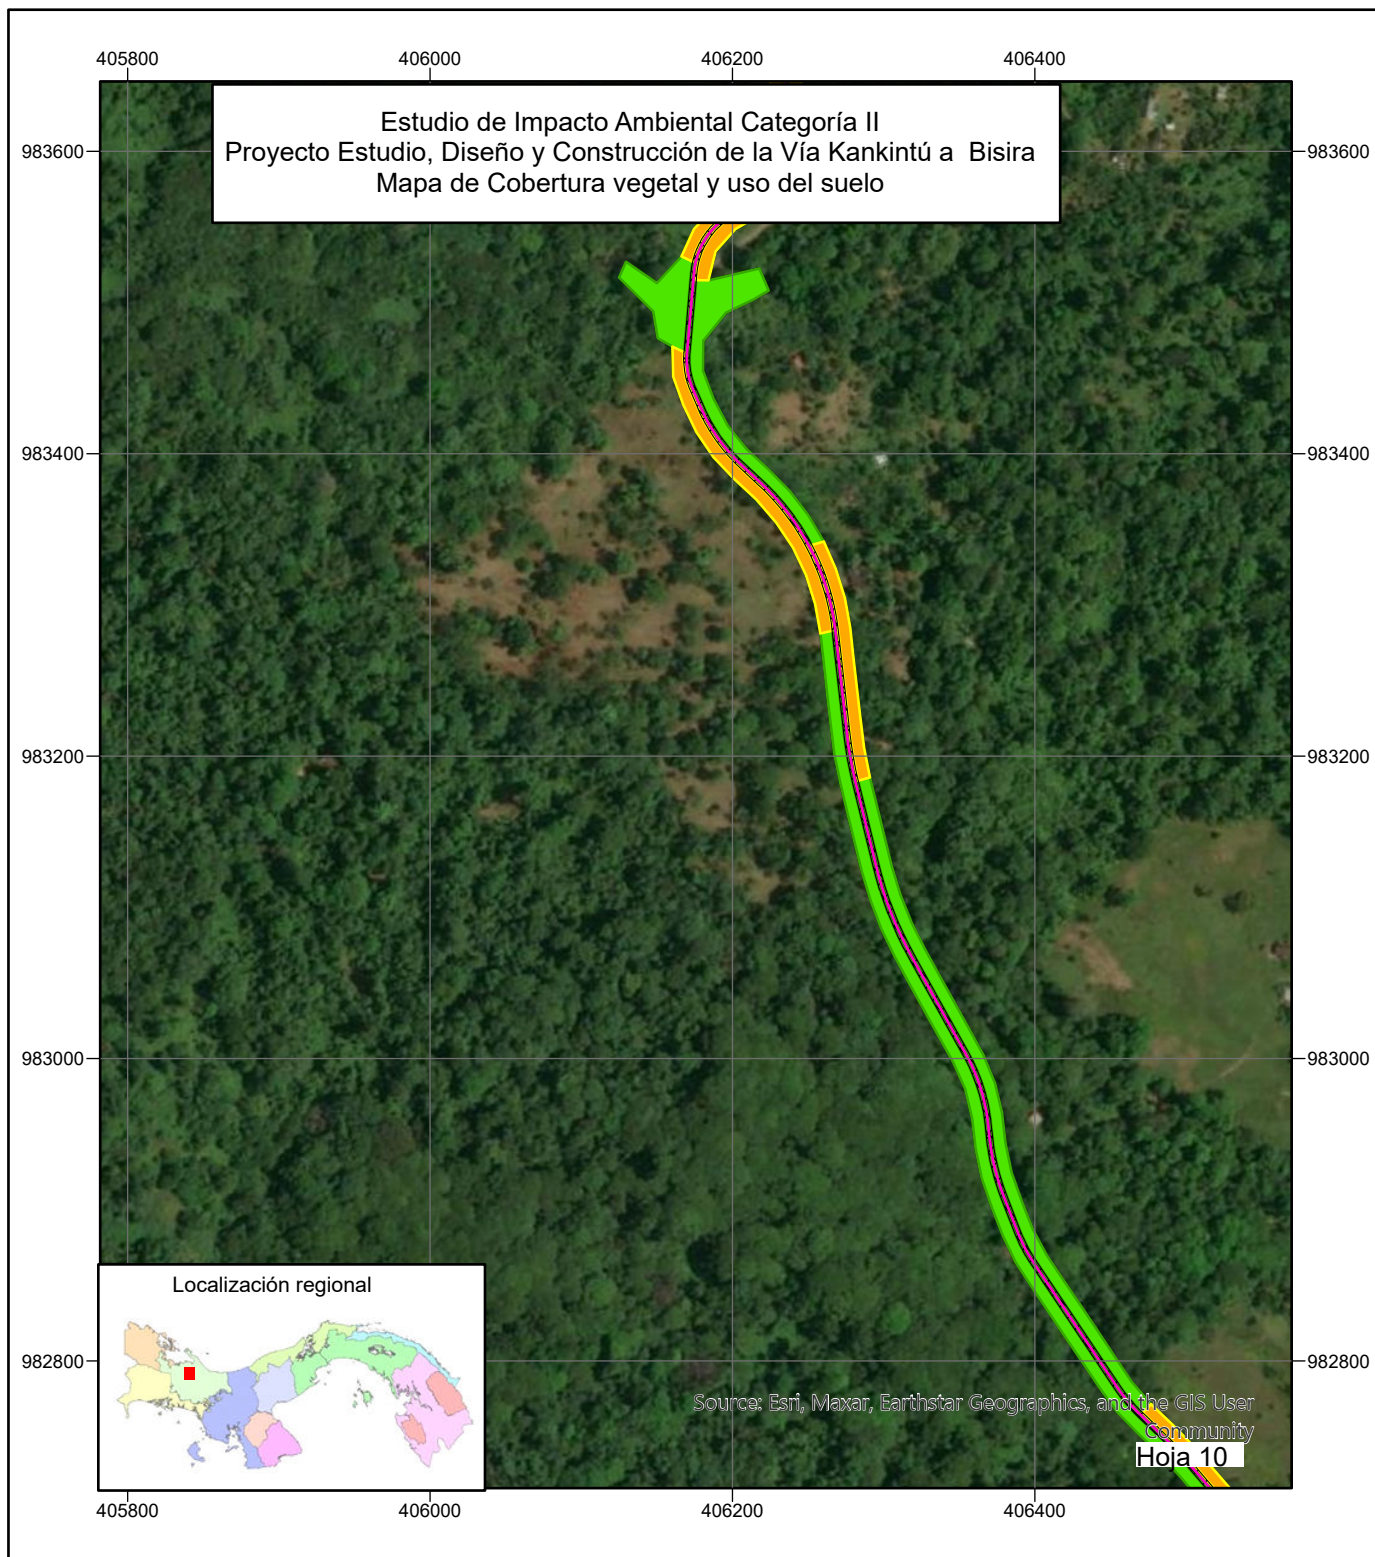 405800 406000 406200 406400
Estudio de Impacto Ambiental Categoría II
Proyecto Estudio, Diseño y Construcción de la Vía Kankintú a  Bisira
Mapa de Cobertura vegetal y uso del suelo
983600 983600
983400 983400
983200 983200
983000 983000
Localización regional
982800 982800
Source: Esri, Maxar, Earthstar Geographics, and the GIS User
Community
Hoja 10
405800 406000 406200 406400